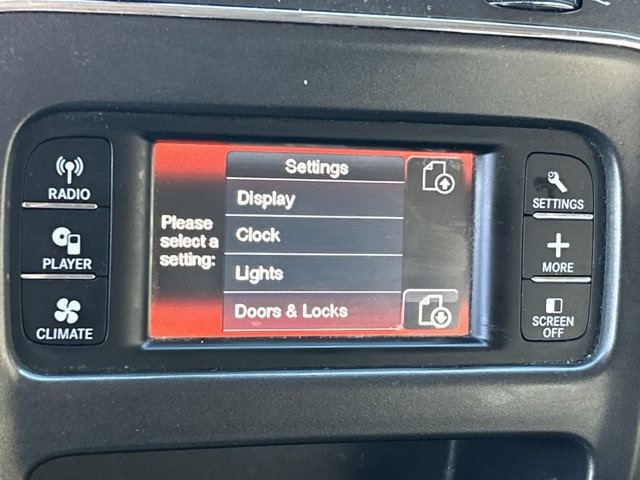 RADIO
PLAYER
CLIMATE
Please
select a
setting:
Settings
Display
Clock
Lights
Doors & Locks
SETTINGS
MORE
SCREEN
OFF